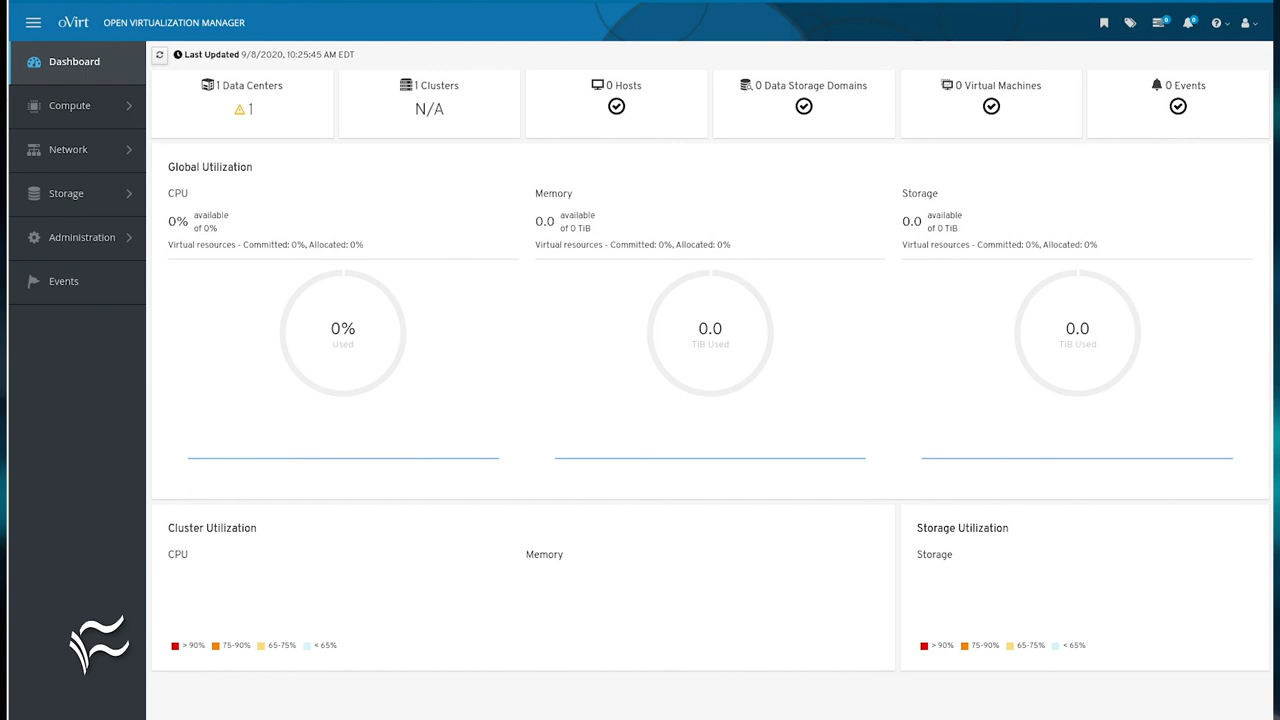 oVirt OPEN VIRTUALIZATION MANAGER
0
0
Dashboard
Compute
Network
Storage
Administration
Events
Last Updated 9/8/2020, 10:25:45 AM EDT
1 Data Centers
1
1 Clusters
N/A
0 Hosts
0 Data Storage Domains
0 Virtual Machines
0 Events
Global Utilization
CPU
0% available
of 0%
Virtual resources - Committed: 0%, Allocated: 0%
0%
Used
Memory
0.0 available
of 0 TiB
Virtual resources - Committed: 0%, Allocated: 0%
0.0
TiB Used
Storage
0.0 available
of 0 TiB
Virtual resources - Committed: 0%, Allocated: 0%
0.0
TiB Used
Cluster Utilization
CPU
Memory
> 90% 75-90% 65-75% < 65%
Storage Utilization
Storage
> 90% 75-90% 65-75% < 65%